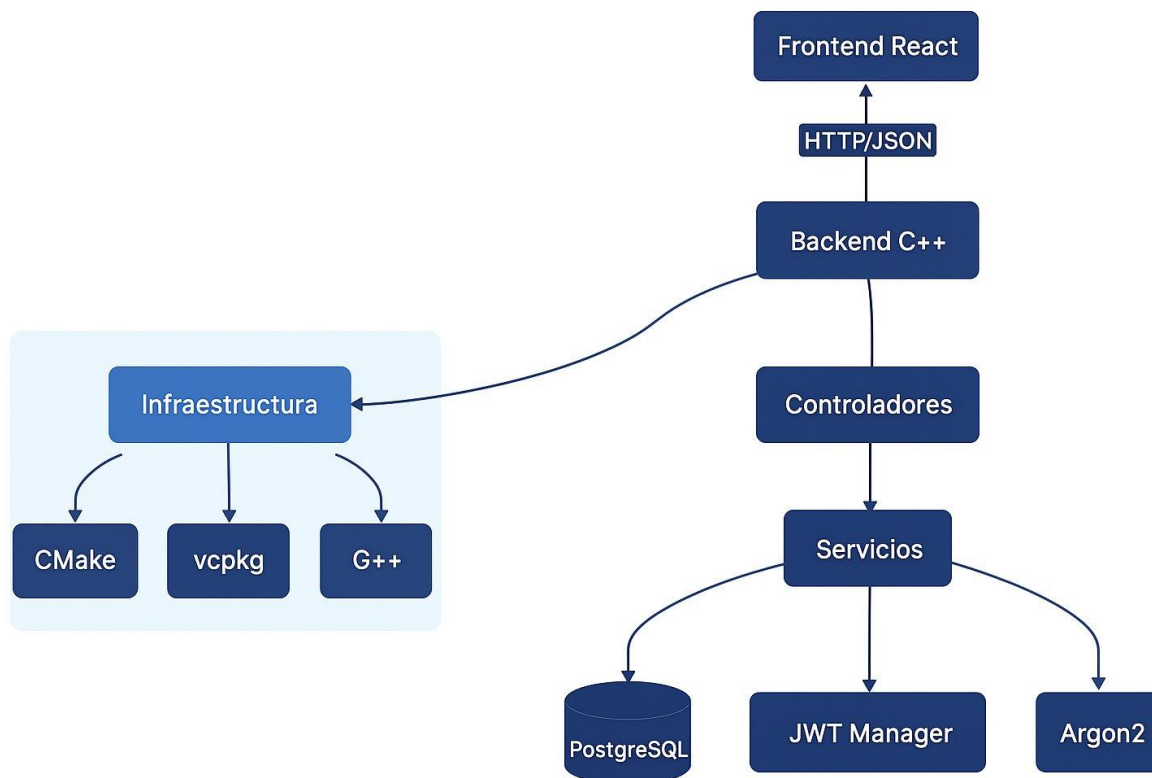 Frontend React
HTTP/JSON
Backend C++
Infraestructura
Controladores
CMake
vcpkg
G++
Servicios
PostgreSQL
JWT Manager
Argon2